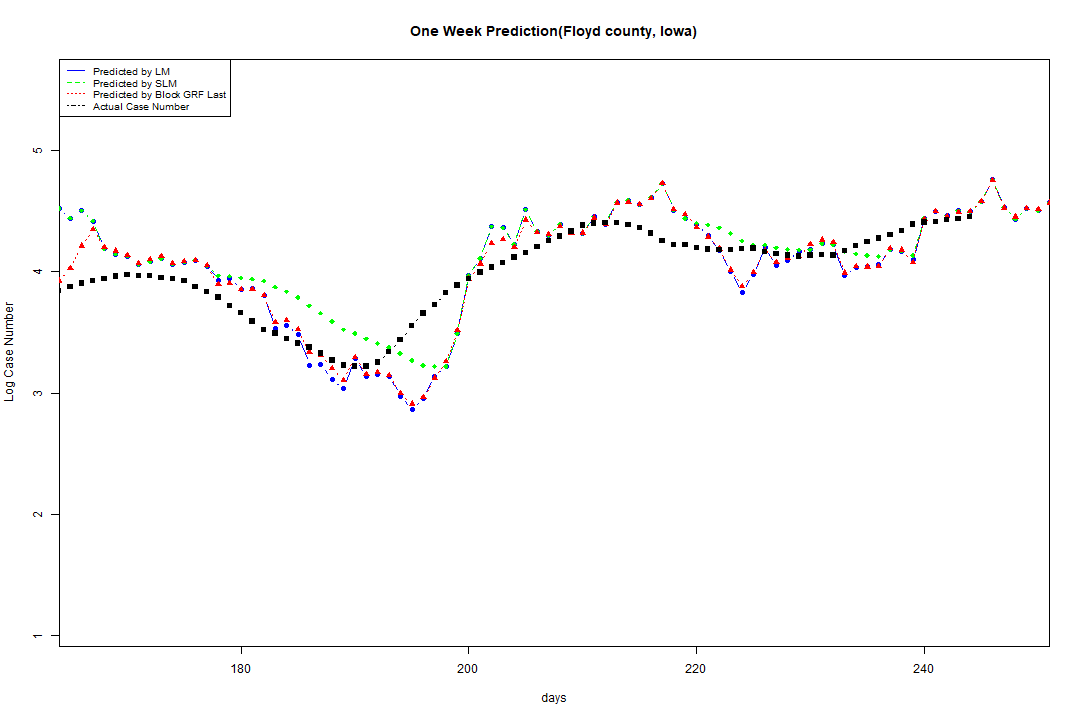 One Week Prediction(Floyd county, Iowa)
Predicted by LM
Predicted by SLM
Predicted by Block GRF Last
Actual Case Number
5
4
3
2
1
Log Case Number
180
200
220
240
days